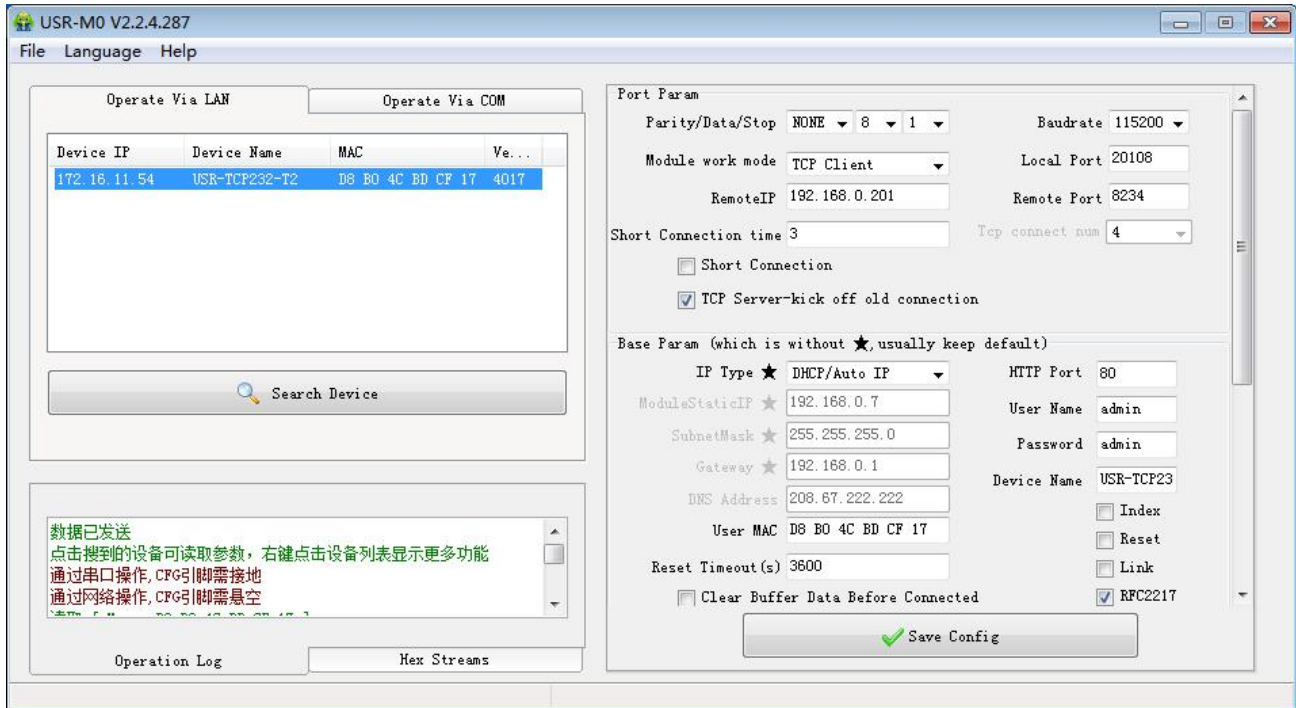 USR-M0 V2.2.4.287
File Language Help
Operate Via LAN Operate Via COM
Device IP Device Name MAC Ve...
172.16.11.54 USR-TCP232-T2 D8 B0 4C BD CF 17 4017
Search Device
数据已发送
点击搜到的设备可读取参数，右键点击设备列表显示更多功能
通过串口操作,CFG引脚需接地
通过网络操作,CFG引脚需悬空
Operation Log Hex Streams
Port Param
Parity/Data/Stop NONE 8 1 Baudrate 115200
Module work mode TCP Client Local Port 20108
RemoteIP 192.168.0.201 Remote Port 8234
Short Connection time 3 Tcp connect num 4
Short Connection
TCP Server-kick off old connection
Base Param (which is without ★,usually keep default)
IP Type ★ DHCP/Auto IP HTTP Port 80
ModuleStaticIP ★ 192.168.0.7 User Name admin
SubnetMask ★ 255.255.255.0 Password admin
Gateway ★ 192.168.0.1 Device Name USR-TCP23
DNS Address 208.67.222.222 Index
User MAC D8 B0 4C BD CF 17 Reset
Reset Timeout(s) 3600 Link
Clear Buffer Data Before Connected RFC2217
Save Config